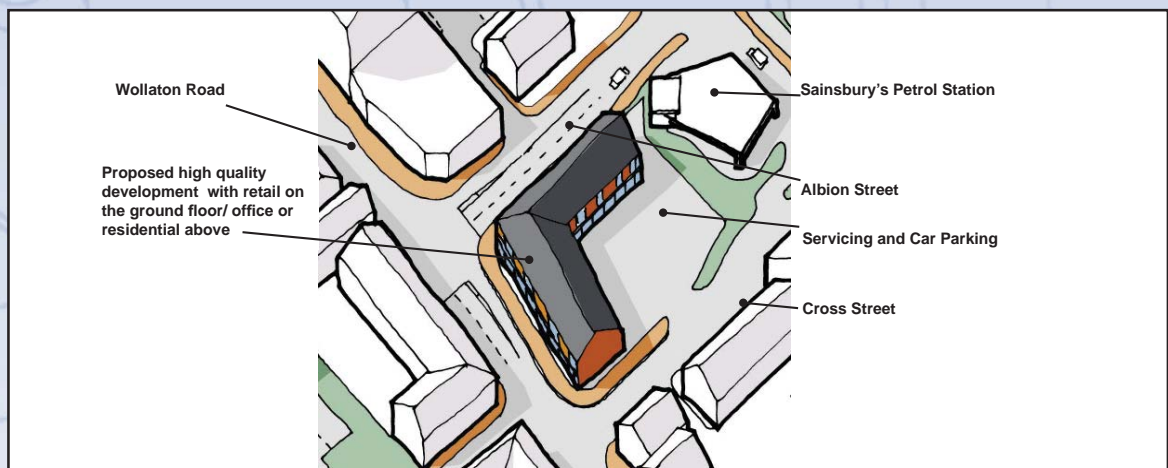 Wollaton Road
Proposed high quality
development with retail on
the ground floor/ office or
residential above
Sainsbury's Petrol Station
Albion Street
Servicing and Car Parking
Cross Street